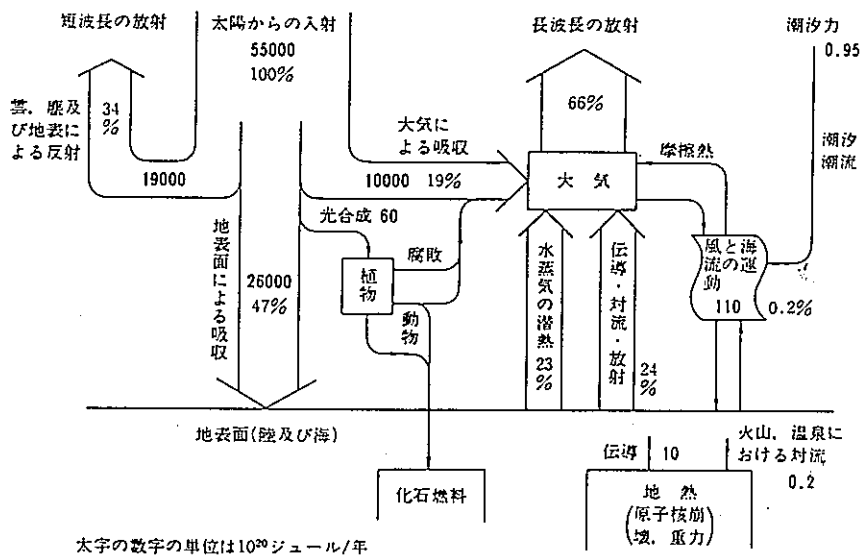 短波長の放射
太陽からの入射
55000
100%
長波長の放射
潮汐力
0.95
雲，塵及
び地表に
よる反射
34
%
66%
大気に
よる吸収
摩擦熱
潮汐
潮流
19000
10000 19%
大気
光合成 60
地表面による吸収
26000
47%
植物
腐敗
動物
水蒸気の潜熱
23
%
伝導・対流・放射
24
%
風と海
流の運
動
110
0.2%
地表面(陸及び海)
化石燃料
伝導
10
火山，温泉に
おける対流
0.2
地熱
(原子核崩
壊，重力)
太字の数字の単位は10²⁰ジュール/年